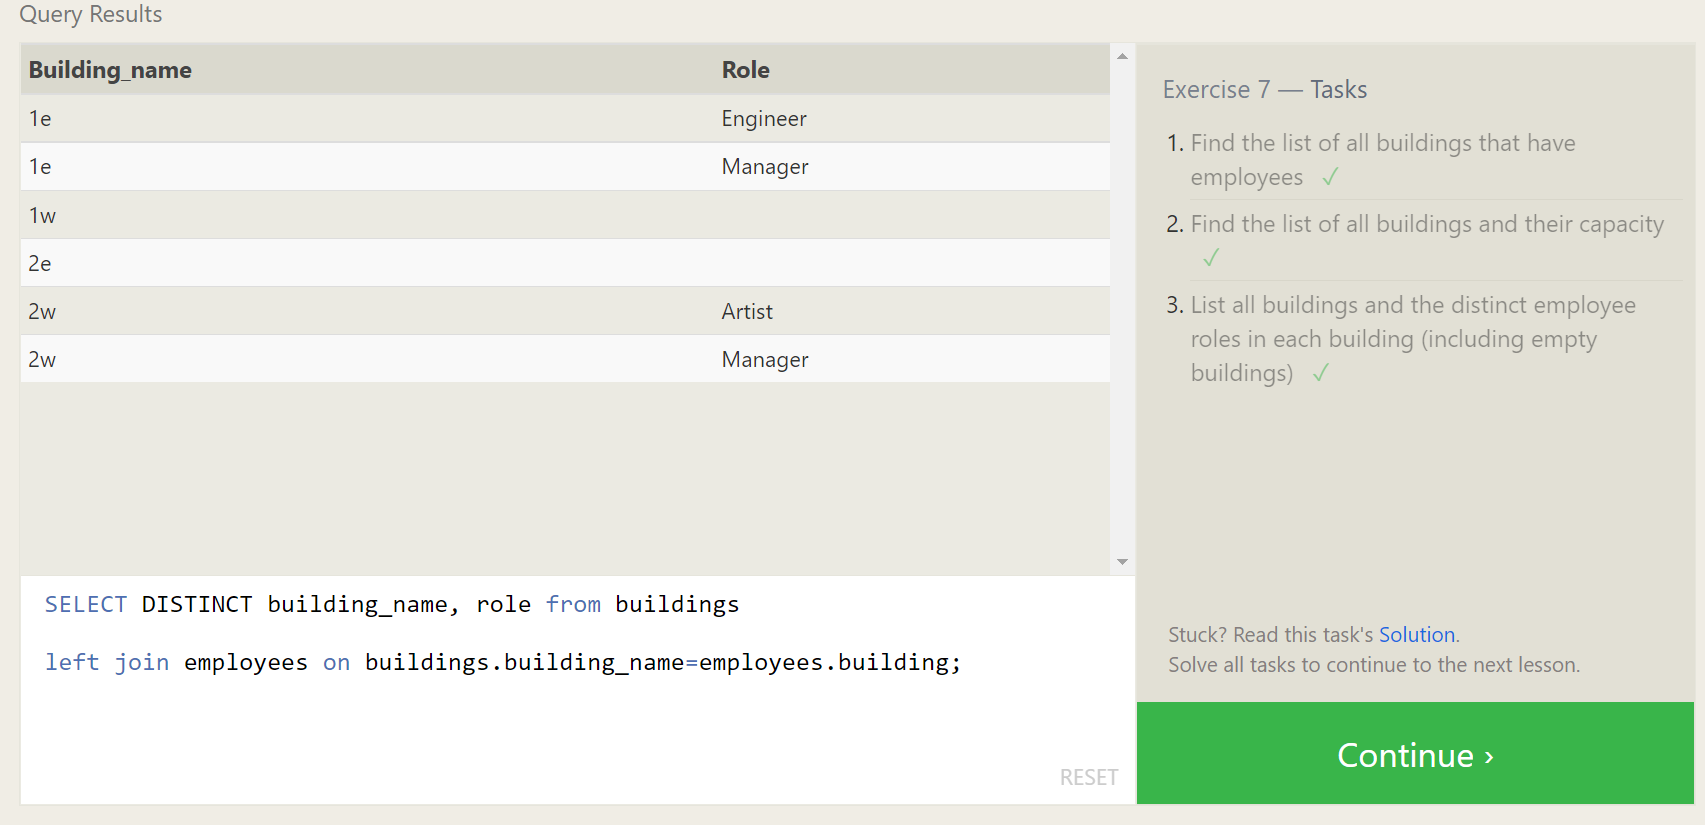 Query Results
Building_name Role
1e Engineer
1e Manager
1w
2e
2w Artist
2w Manager
SELECT DISTINCT building_name, role from buildings
left join employees on buildings.building_name=employees.building;
RESET
Exercise 7 — Tasks
1. Find the list of all buildings that have
employees ✓
2. Find the list of all buildings and their capacity
✓
3. List all buildings and the distinct employee
roles in each building (including empty
buildings) ✓
Stuck? Read this task's Solution.
Solve all tasks to continue to the next lesson.
Continue ›